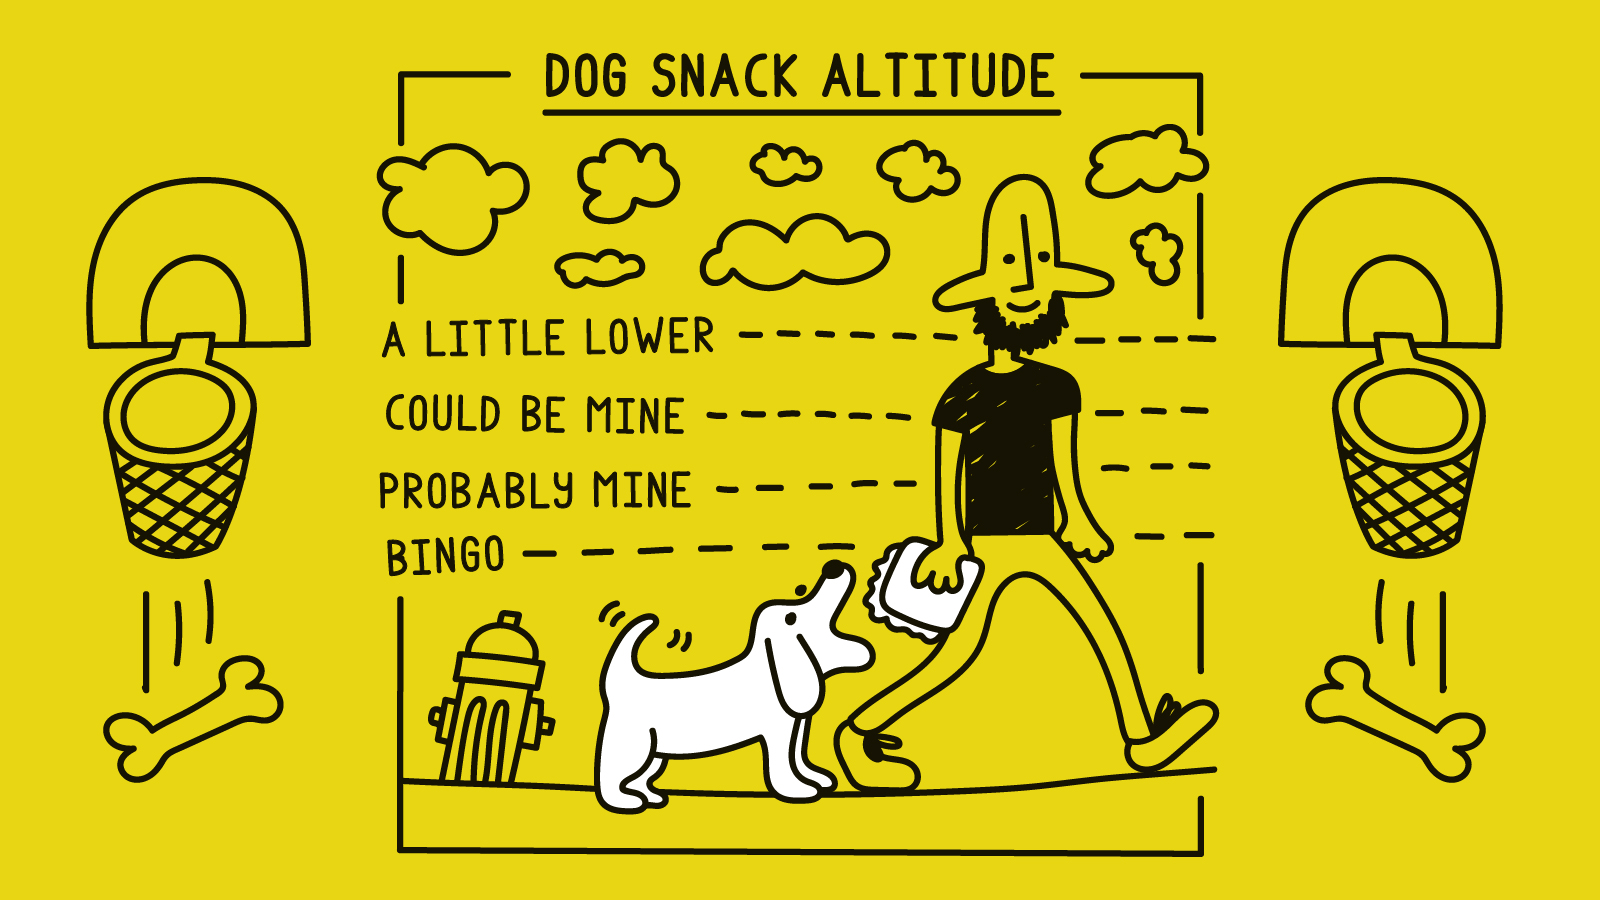 DOG SNACK ALTITUDE
A LITTLE LOWER
COULD BE MINE
PROBABLY MINE
BINGO